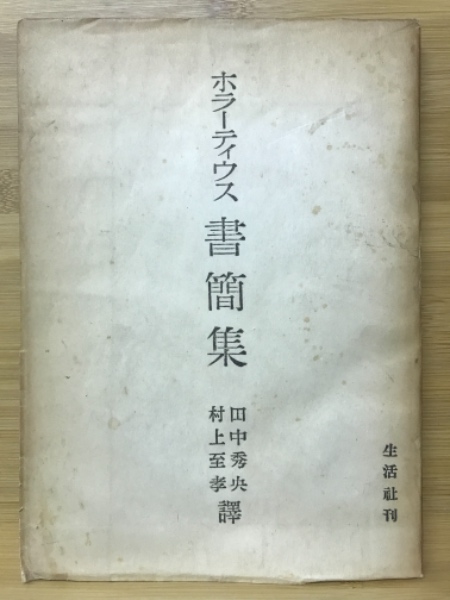 ホラーティウス 書簡集
田中秀央
村上至孝 譯
生活社刊